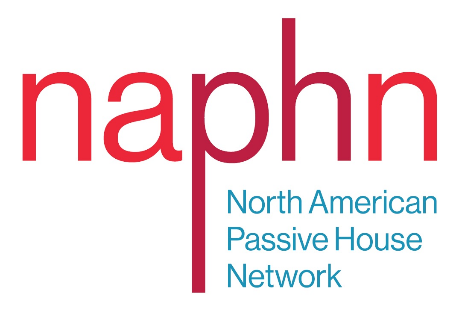 naphn
North American
Passive House
Network